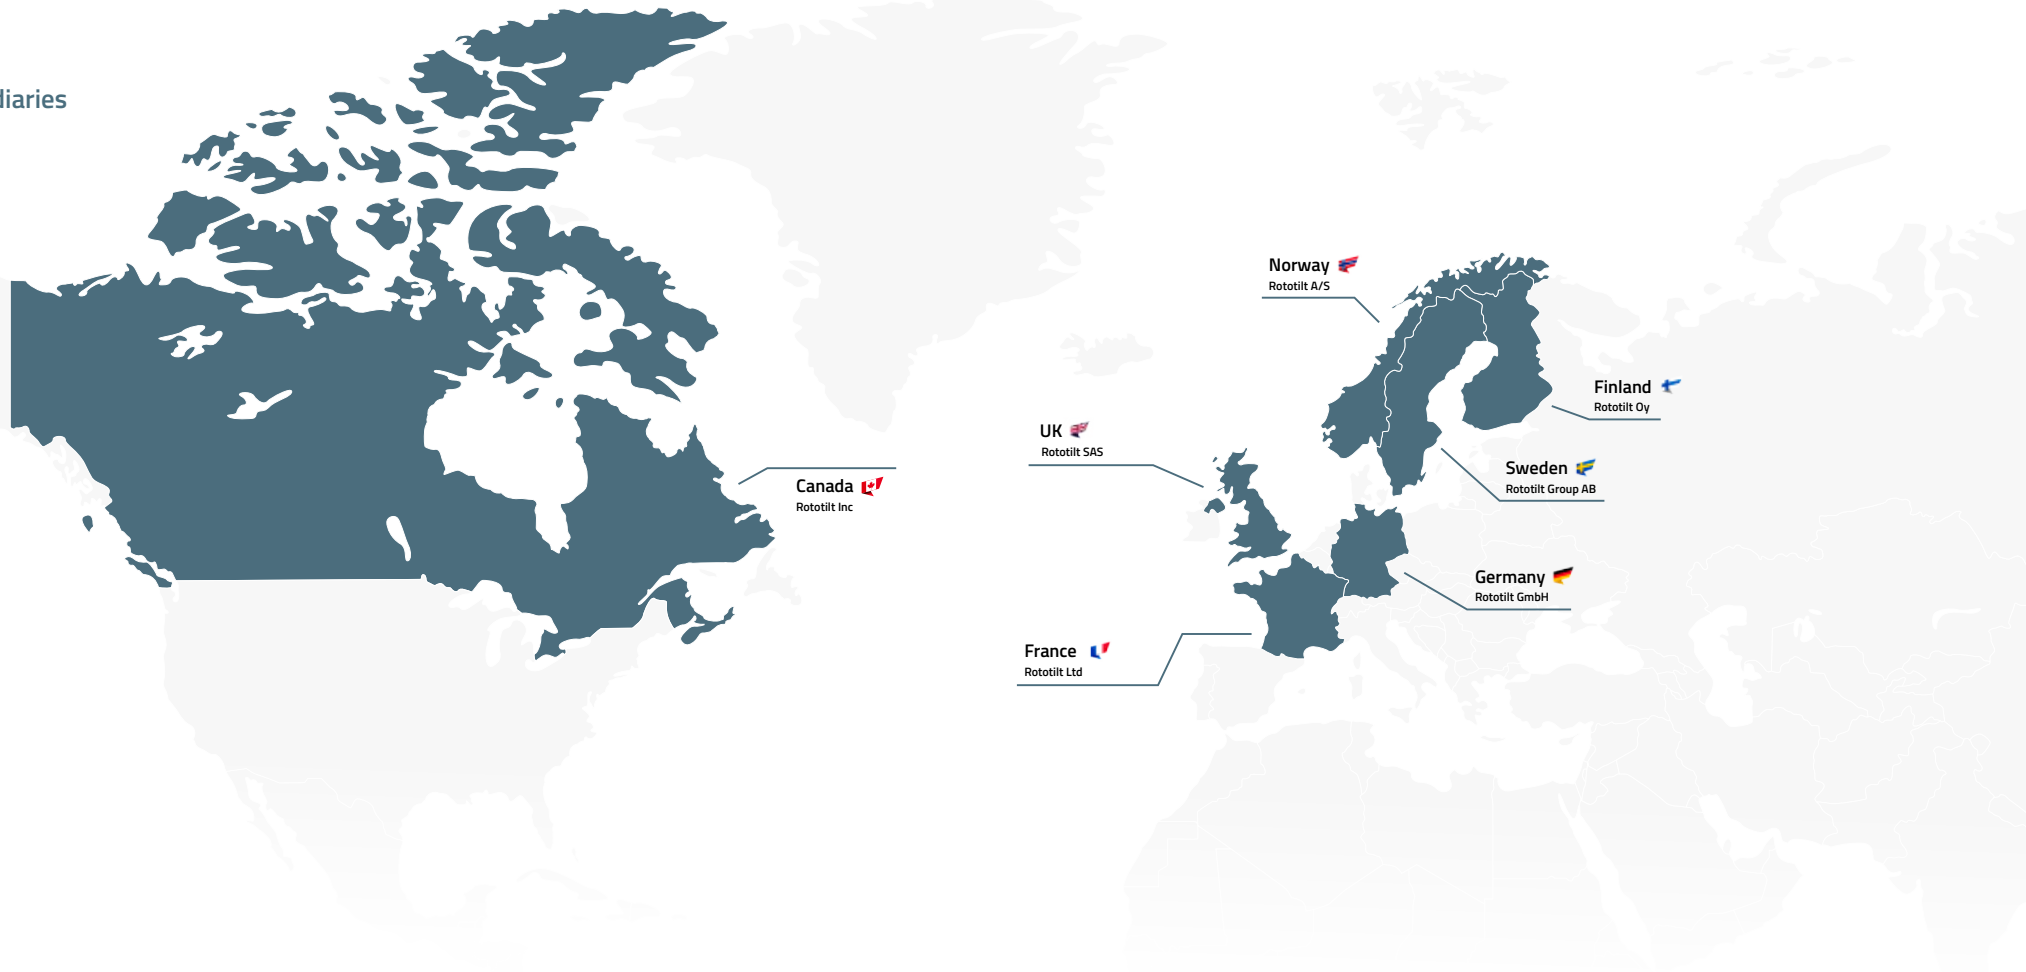 diaries
Norway
Rototilt A/S
Finland
Rototilt Oy
UK
Rototilt SAS
Sweden
Rototilt Group AB
Canada
Rototilt Inc
Germany
Rototilt GmbH
France
Rototilt Ltd